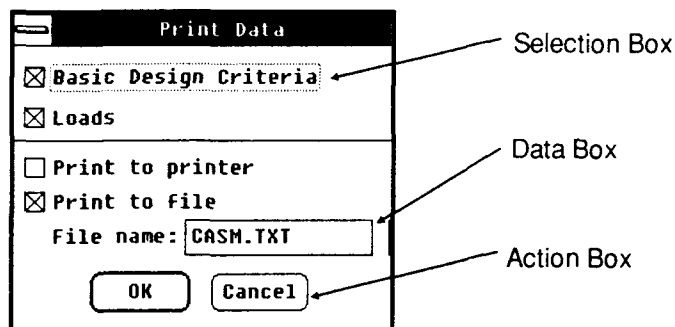 Print Data
Basic Design Criteria
Selection Box
Loads
Print to printer
Data Box
Print to file
File name: CASM.TXT
Action Box
OK Cancel